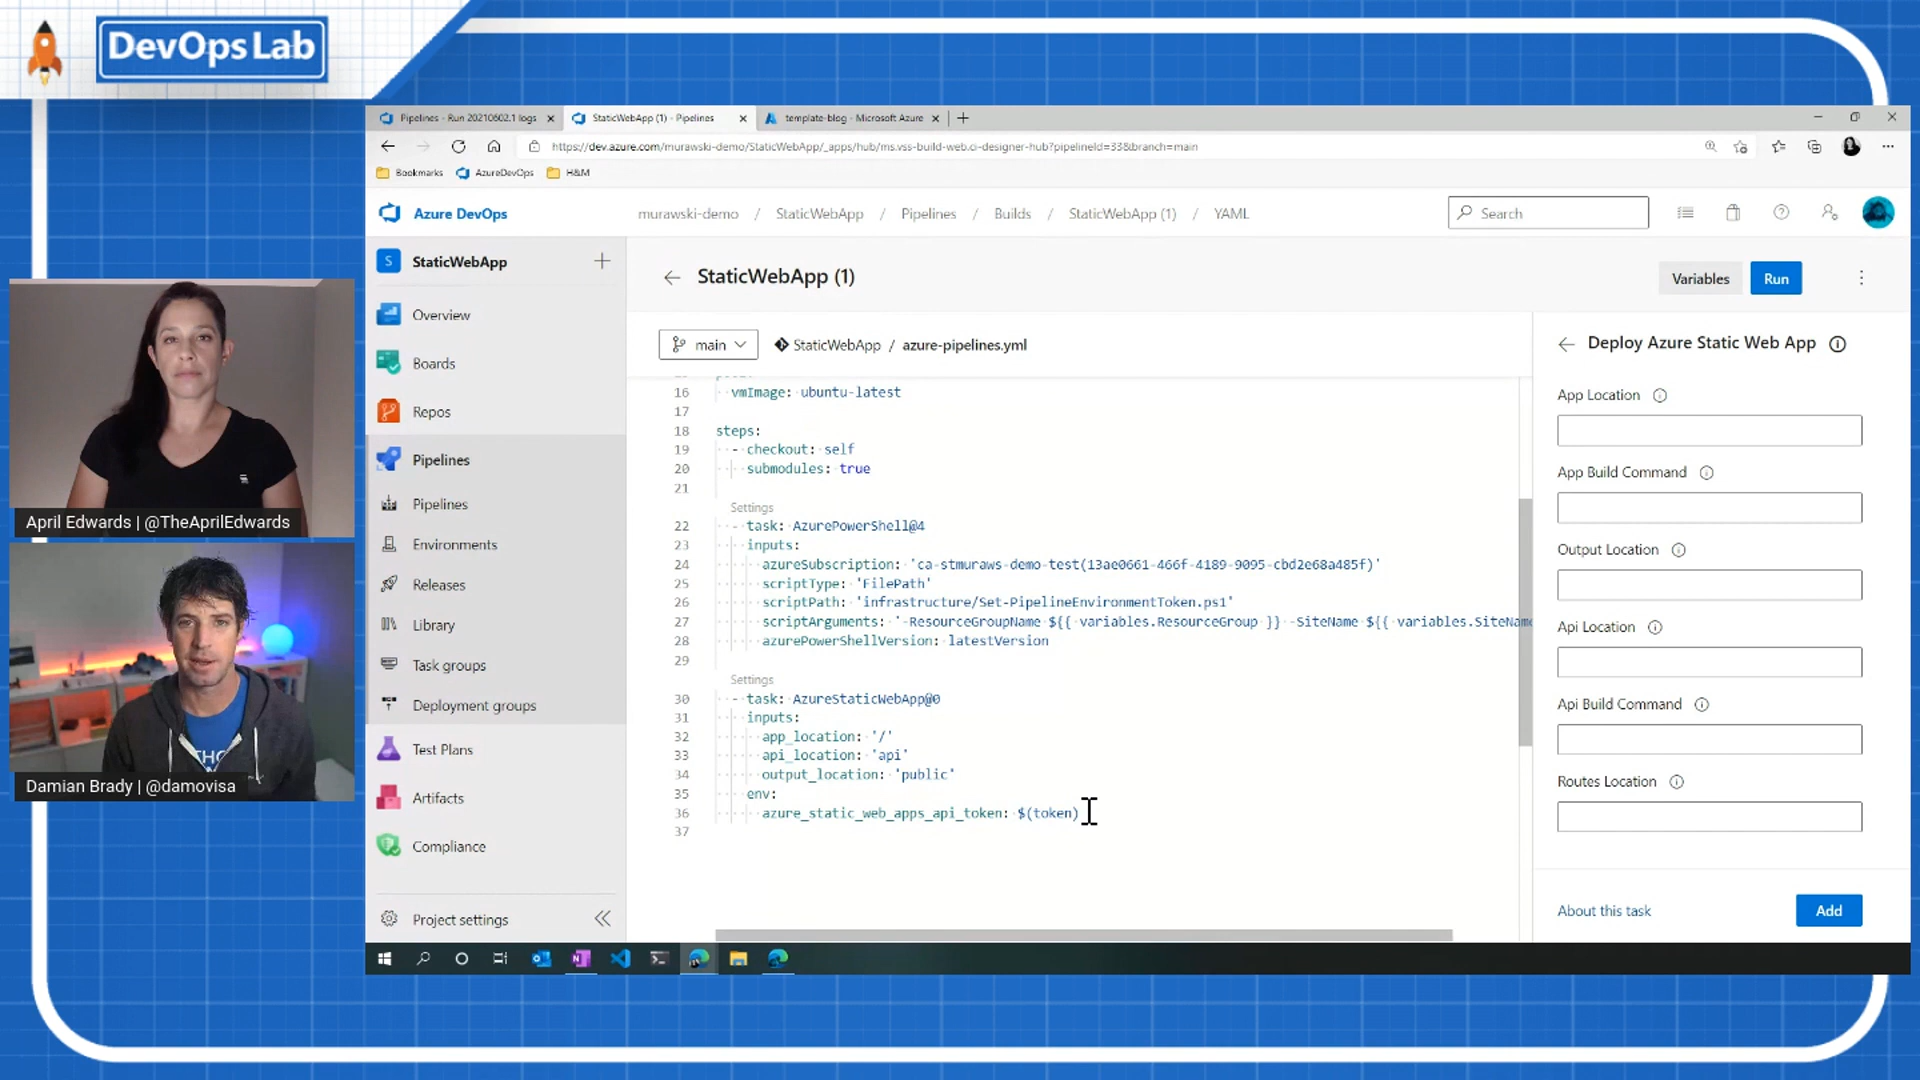 DevOps Lab
Pipelines - Run 20210602.1 logs
StaticWebApp (1) - Pipelines
template-blog - Microsoft Azure
https://dev.azure.com/murawski-demo/StaticWebApp/_apps/hub/ms.vss-build-web.ci-designer-hub?pipelineId=33&branch=main
Bookmarks
AzureDevOps
H&M
Azure DevOps
murawski-demo / StaticWebApp / Pipelines / Builds / StaticWebApp (1) / YAML
Search
S
StaticWebApp
Overview
Boards
Repos
Pipelines
Pipelines
Environments
Releases
Library
Task groups
Deployment groups
Test Plans
Artifacts
Compliance
Project settings
StaticWebApp (1)
Variables
Run
main
StaticWebApp / azure-pipelines.yml
16 vmImage: ubuntu-latest
17
18 steps:
19 - checkout: self
20 submodules: true
21
Settings
22 - task: AzurePowerShell@4
23 inputs:
24 azureSubscription: 'ca-stmuraws-demo-test(13ae0661-466f-4189-9095-cbd2e68a485f)'
25 scriptType: 'FilePath'
26 scriptPath: 'infrastructure/Set-PipelineEnvironmentToken.ps1'
27 scriptArguments: '-ResourceGroupName ${{ variables.ResourceGroup }} -SiteName ${{ variables.SiteName
28 azurePowerShellVersion: latestVersion
29
Settings
30 - task: AzureStaticWebApp@0
31 inputs:
32 app_location: '/'
33 api_location: 'api'
34 output_location: 'public'
35 env:
36 azure_static_web_apps_api_token: $(token)
37
Deploy Azure Static Web App
App Location
App Build Command
Output Location
Api Location
Api Build Command
Routes Location
About this task
Add
April Edwards | @TheAprilEdwards
Damian Brady | @damovisa